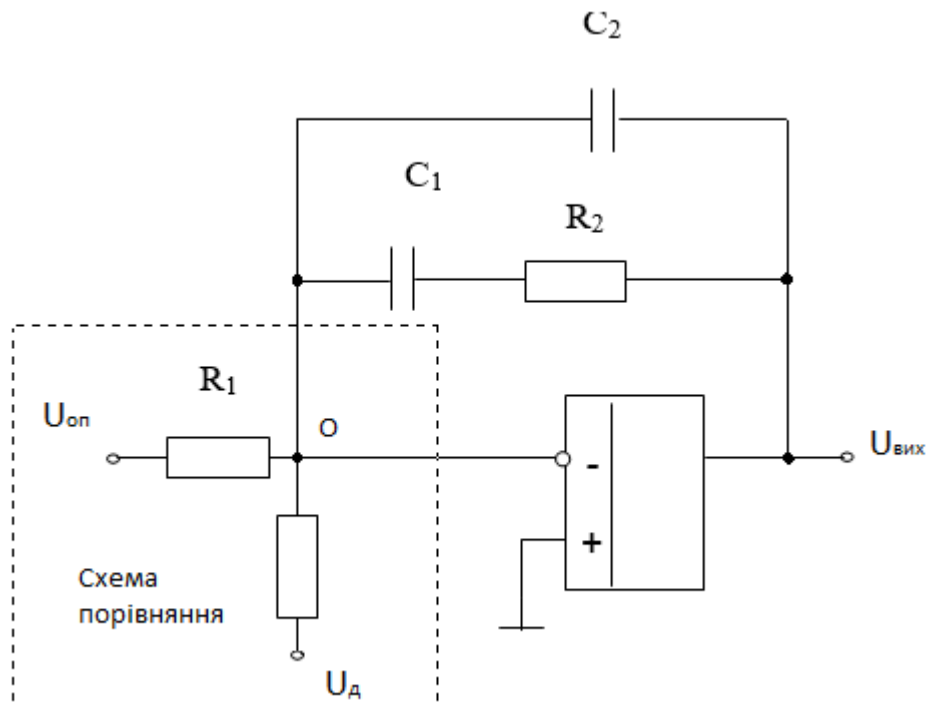 C₂
C₁
R₂
R₁
Uоп
О
Uвих
-
+
Схема
порівняння
Uд